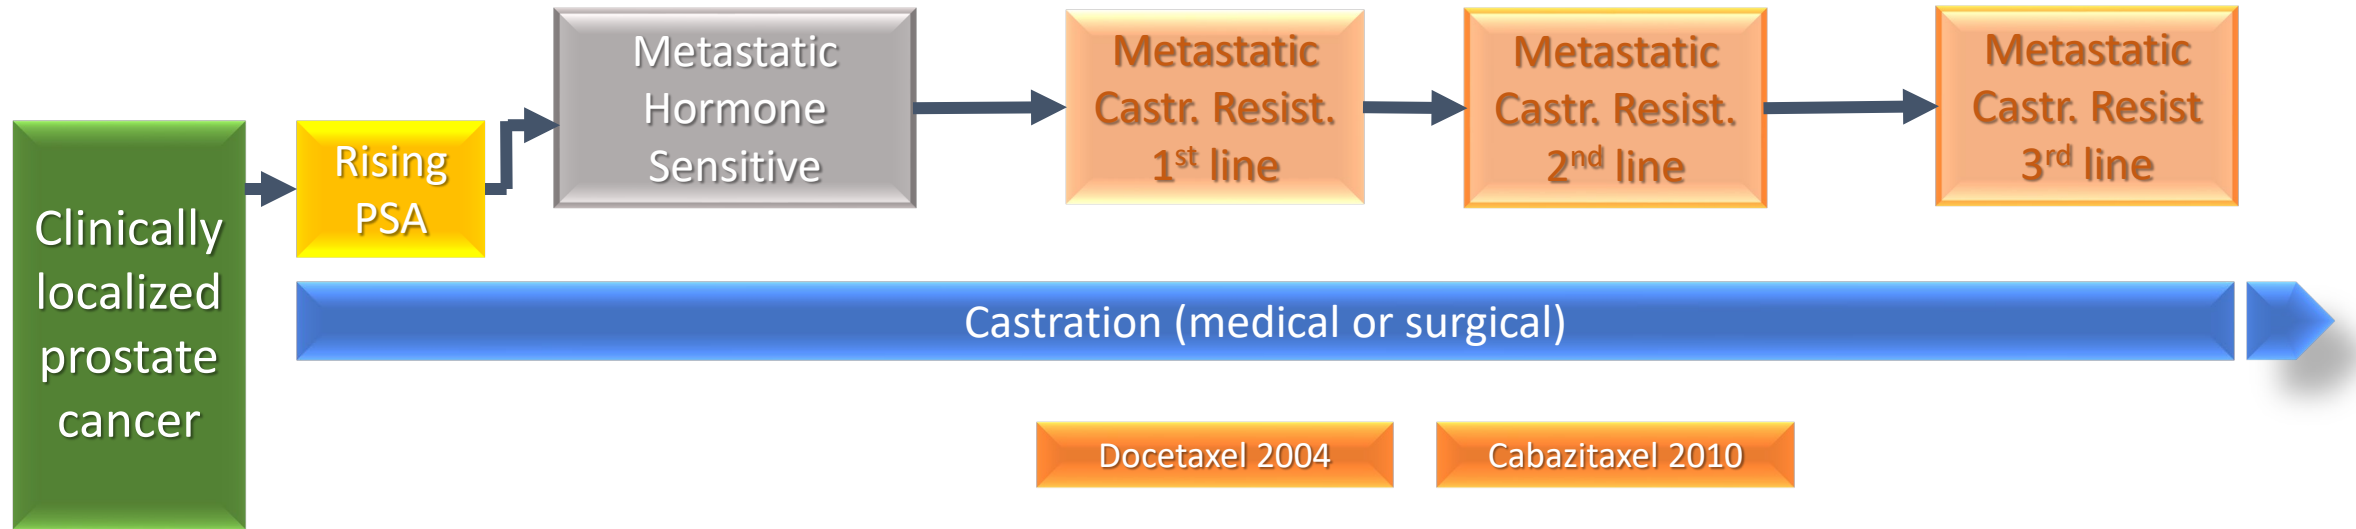 Clinically
localized
prostate
cancer
Rising
PSA
Metastatic
Hormone
Sensitive
Metastatic
Castr. Resist.
1st line
Metastatic
Castr. Resist.
2nd line
Metastatic
Castr. Resist
3rd line
Castration (medical or surgical)
Docetaxel 2004
Cabazitaxel 2010